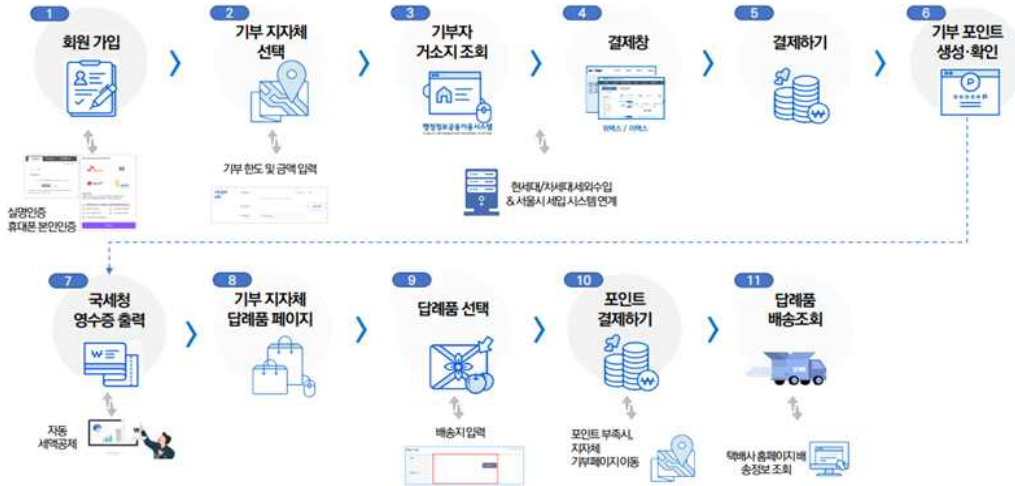 1
회원 가입
실명인증
휴대폰 본인인증
2
기부 지자체
선택
기부 한도 및 금액 입력
3
기부자
거소지 조회
행정정보공동이용시스템
4
결제창
위택스 / 이택스
현세대/차세대 세외수입
& 서울시 세입 시스템 연계
5
결제하기
6
기부 포인트
생성·확인
P
7
국세청
영수증 출력
자동
세액공제
8
기부 지자체
답례품 페이지
9
답례품 선택
배송지 입력
10
포인트
결제하기
포인트 부족시,
지자체
기부페이지 이동
11
답례품
배송조회
택배사 홈페이지 배
송정보 조회